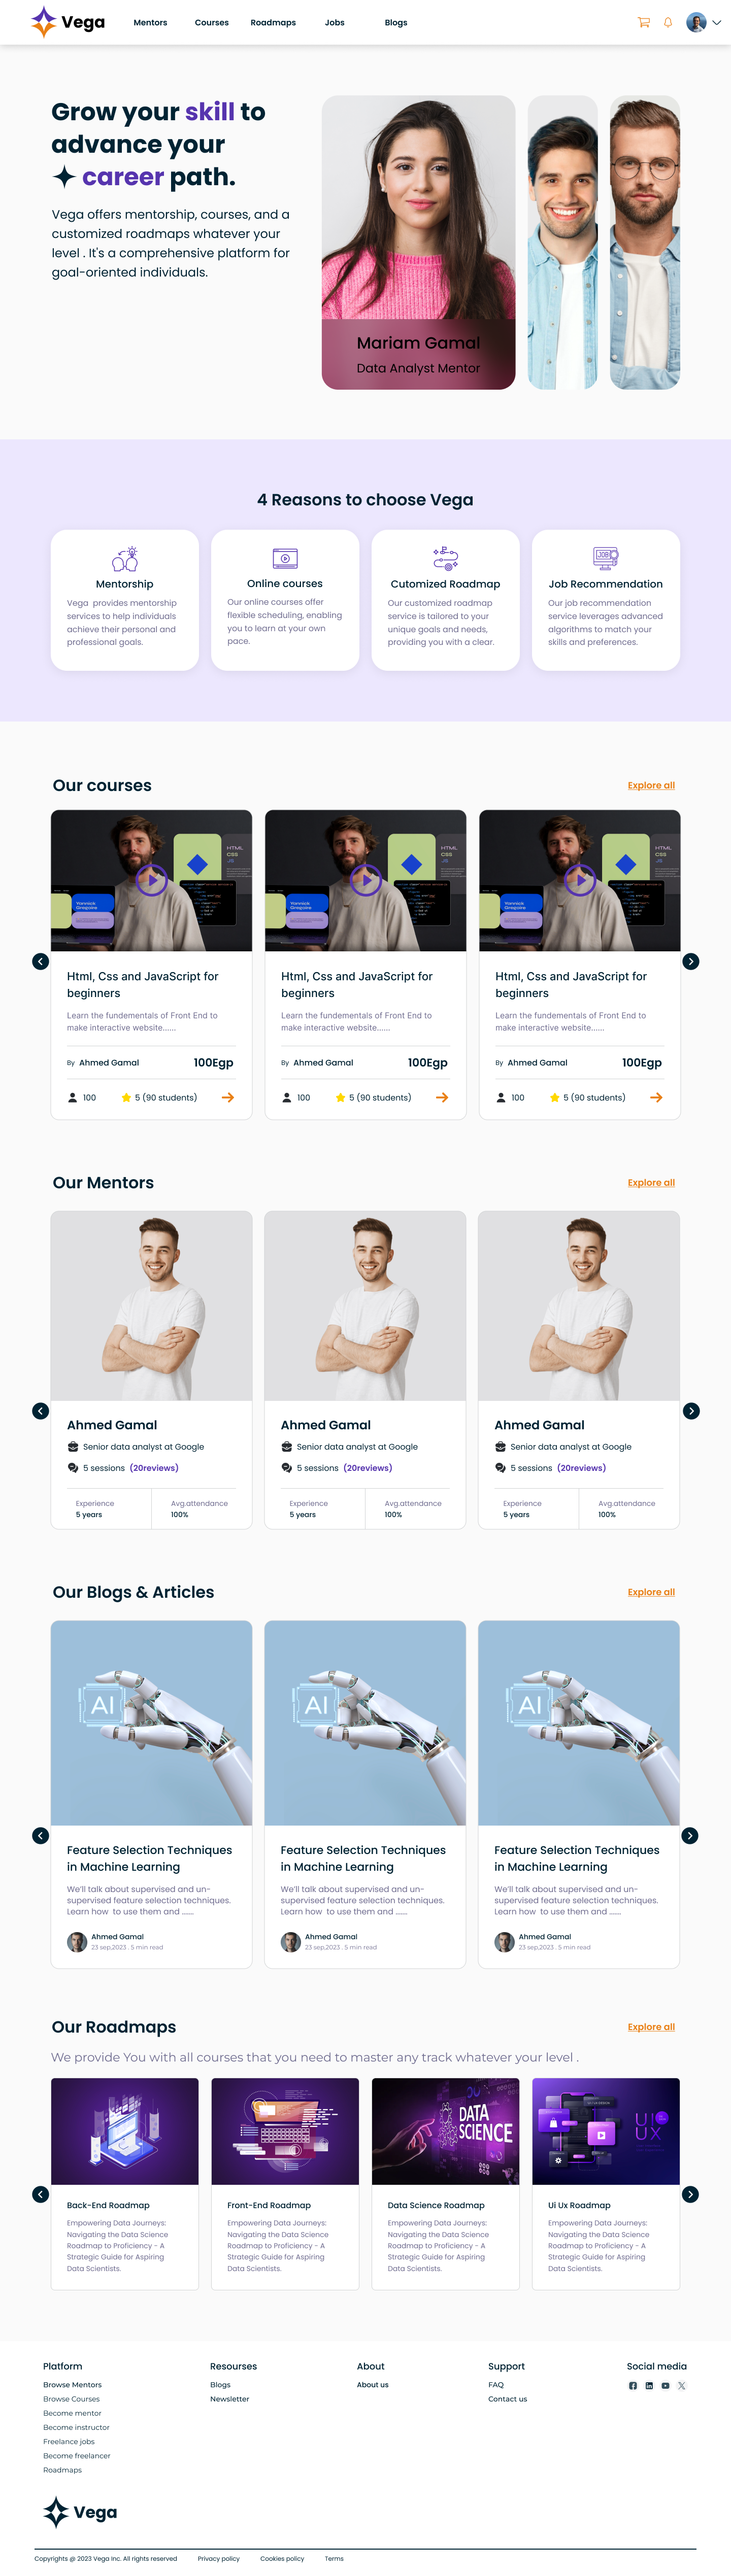 Vega
Mentors
Courses
Roadmaps
Jobs
Blogs
Grow your skill to
advance your
career path.
Vega offers mentorship, courses, and a
customized roadmaps whatever your
level . It's a comprehensive platform for
goal-oriented individuals.
Mariam Gamal
Data Analyst Mentor
4 Reasons to choose Vega
Mentorship
Vega provides mentorship
services to help individuals
achieve their personal and
professional goals.
Online courses
Our online courses offer
flexible scheduling, enabling
you to learn at your own
pace.
Cutomized Roadmap
Our customized roadmap
service is tailored to your
unique goals and needs,
providing you with a clear.
JOB
Job Recommendation
Our job recommendation
service leverages advanced
algorithms to match your
skills and preferences.
Our courses
Explore all
HTML
CSS
JS
Yannick
Gregoire
Html, Css and JavaScript for
beginners
Learn the fundamentals of Front End to
make interactive website......
By Ahmed Gamal
100Egp
100
5 (90 students)
HTML
CSS
JS
Yannick
Gregoire
Html, Css and JavaScript for
beginners
Learn the fundamentals of Front End to
make interactive website......
By Ahmed Gamal
100Egp
100
5 (90 students)
HTML
CSS
JS
Yannick
Gregoire
Html, Css and JavaScript for
beginners
Learn the fundamentals of Front End to
make interactive website......
By Ahmed Gamal
100Egp
100
5 (90 students)
Our Mentors
Explore all
Ahmed Gamal
Senior data analyst at Google
5 sessions (20reviews)
Experience
5 years
Avg.attendance
100%
Ahmed Gamal
Senior data analyst at Google
5 sessions (20reviews)
Experience
5 years
Avg.attendance
100%
Ahmed Gamal
Senior data analyst at Google
5 sessions (20reviews)
Experience
5 years
Avg.attendance
100%
Our Blogs & Articles
Explore all
AI
Feature Selection Techniques
in Machine Learning
We'll talk about supervised and un-
supervised feature selection techniques.
Learn how to use them and ......
Ahmed Gamal
23 sep,2023 . 5 min read
AI
Feature Selection Techniques
in Machine Learning
We'll talk about supervised and un-
supervised feature selection techniques.
Learn how to use them and ......
Ahmed Gamal
23 sep,2023 . 5 min read
AI
Feature Selection Techniques
in Machine Learning
We'll talk about supervised and un-
supervised feature selection techniques.
Learn how to use them and ......
Ahmed Gamal
23 sep,2023 . 5 min read
Our Roadmaps
Explore all
We provide You with all courses that you need to master any track whatever your level .
Back-End Roadmap
Empowering Data Journeys:
Navigating the Data Science
Roadmap to Proficiency - A
Strategic Guide for Aspiring
Data Scientists.
Front-End Roadmap
Empowering Data Journeys:
Navigating the Data Science
Roadmap to Proficiency - A
Strategic Guide for Aspiring
Data Scientists.
DATA
SCIENCE
Data Science Roadmap
Empowering Data Journeys:
Navigating the Data Science
Roadmap to Proficiency - A
Strategic Guide for Aspiring
Data Scientists.
UI
UX
Ui Ux Roadmap
Empowering Data Journeys:
Navigating the Data Science
Roadmap to Proficiency - A
Strategic Guide for Aspiring
Data Scientists.
Platform
Browse Mentors
Browse Courses
Become mentor
Become instructor
Freelance jobs
Become freelancer
Roadmaps
Resourses
Blogs
Newsletter
About
About us
Support
FAQ
Contact us
Social media
Vega
Copyrights @ 2023 Vega Inc. All rights reserved
Privacy policy
Cookies policy
Terms